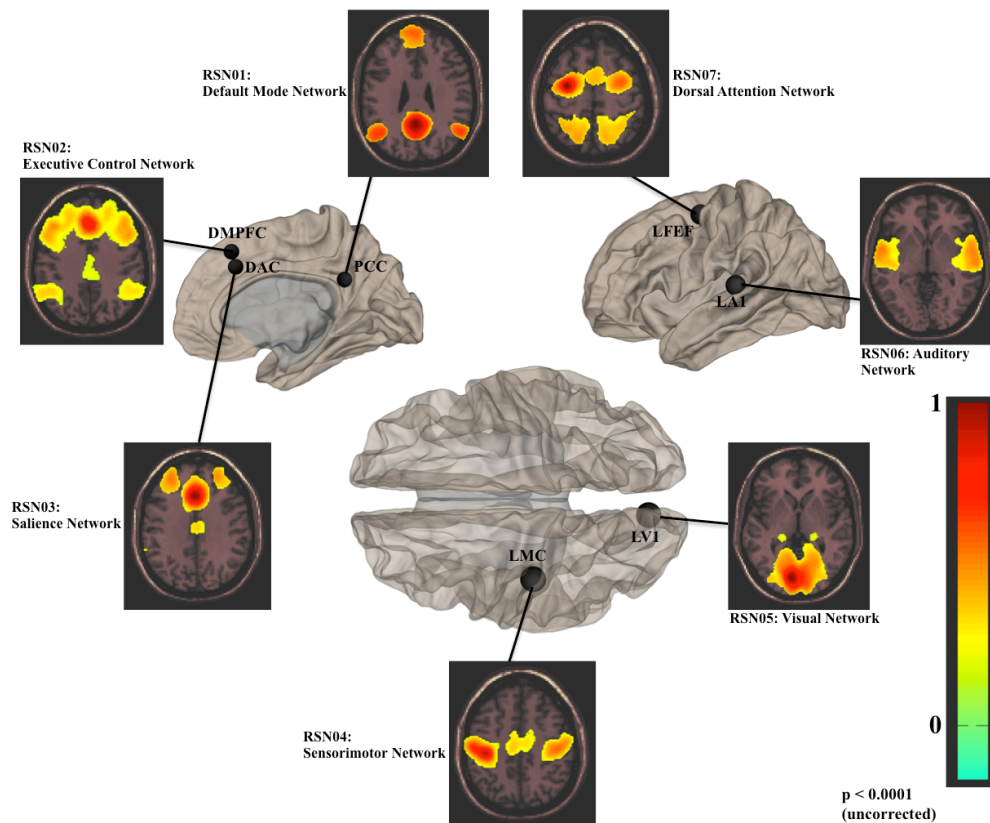 RSN01:
Default Mode Network
RSN07:
Dorsal Attention Network
RSN02:
Executive Control Network
DMPFC
DAC
PCC
LFEF
LA1
RSN06: Auditory
Network
1
0
p < 0.0001
(uncorrected)
RSN03:
Salience Network
LMC
LV1
RSN05: Visual Network
RSN04:
Sensorimotor Network